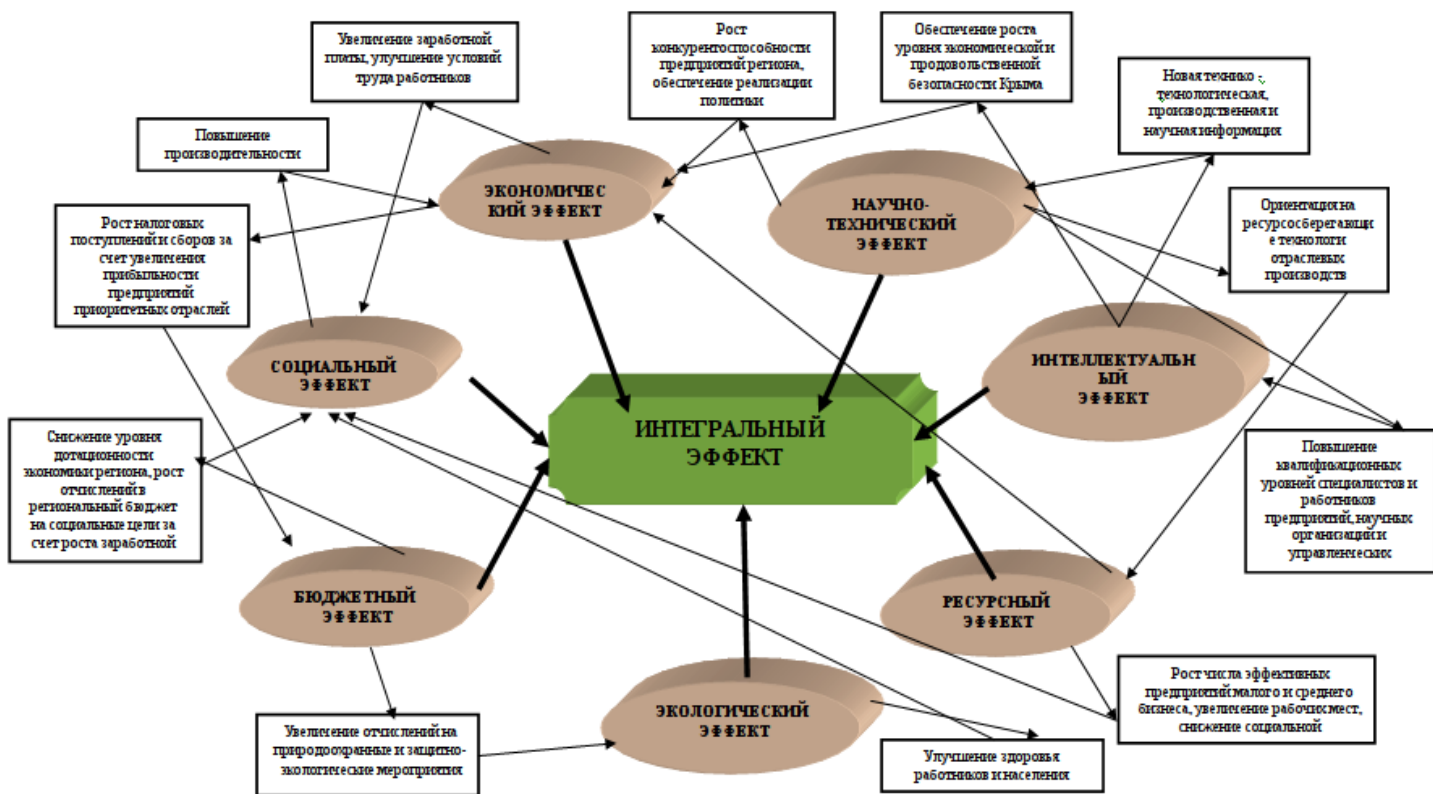 Увеличение заработной
платы, улучшение условий
труда работников
Рост
конкурентоспособности
предприятий региона,
обеспечение реализации
политики
Обеспечение роста
уровня экономической и
продовольственной
безопасности Крыма
Новая технико -
технологическая,
производственная и
научная информация
Повышение
производительности
ЭКОНОМИЧЕС
КИЙ ЭФФЕКТ
НАУЧНО-
ТЕХНИЧЕСКИЙ
ЭФФЕКТ
Ориентация на
ресурсосберегающи
е технологи
отраслевых
производств
Рост налоговых
поступлений и сборов за
счет увеличения
прибыльности
предприятий
приоритетных отраслей
СОЦИАЛЬНЫЙ
ЭФФЕКТ
ИНТЕЛЛЕКТУАЛЬН
ЫЙ
ЭФФЕКТ
ИНТЕГРАЛЬНЫЙ
ЭФФЕКТ
Снижение уровня
дотационности
экономики региона, рост
отчислений в
региональный бюджет
на социальные цели за
счет роста заработной
Повышение
квалификационных
уровней специалистов и
работников
предприятий, научных
организаций и
управленческих
БЮДЖЕТНЫЙ
ЭФФЕКТ
РЕСУРСНЫЙ
ЭФФЕКТ
ЭКОЛОГИЧЕСКИЙ
ЭФФЕКТ
Рост числа эффективных
предприятий малого и среднего
бизнеса, увеличение рабочих мест,
снижение социальной
Увеличение отчислений на
природоохранные и защитно-
экологические мероприятия
Улучшение здоровья
работников и населения